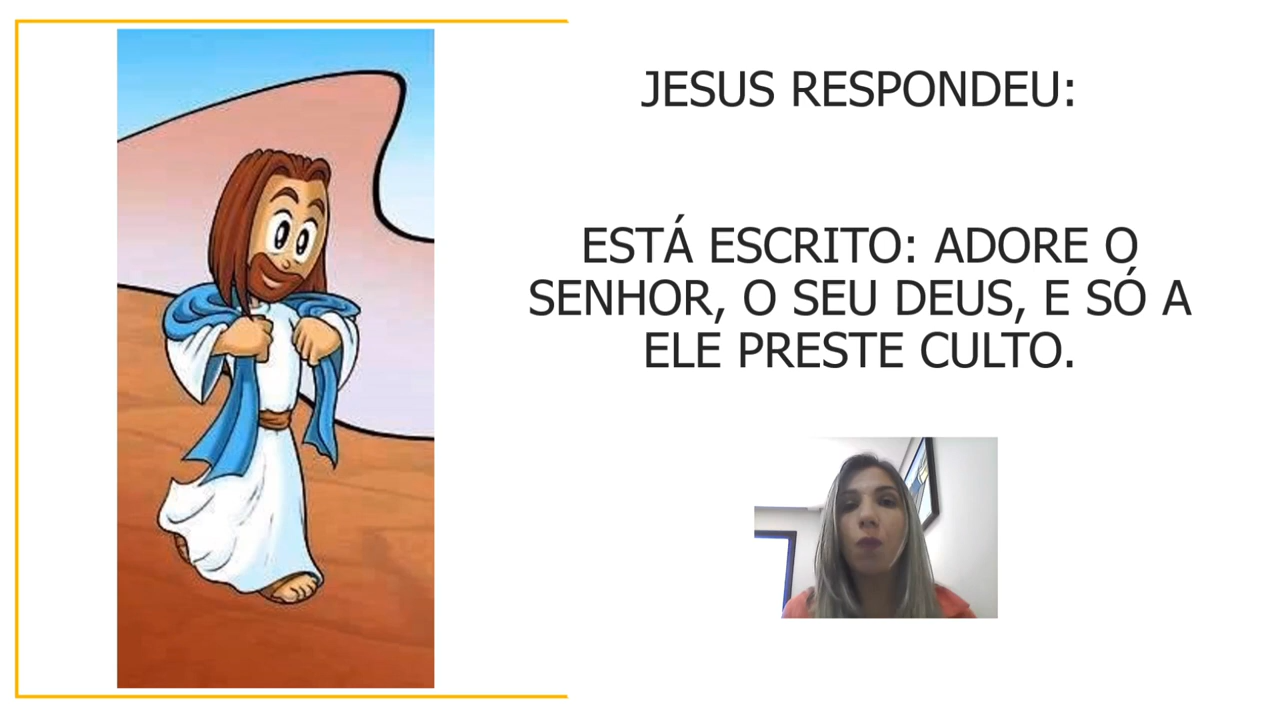 JESUS RESPONDEU:
ESTÁ ESCRITO: ADORE O
SENHOR, O SEU DEUS, E SÓ A
ELE PRESTE CULTO.